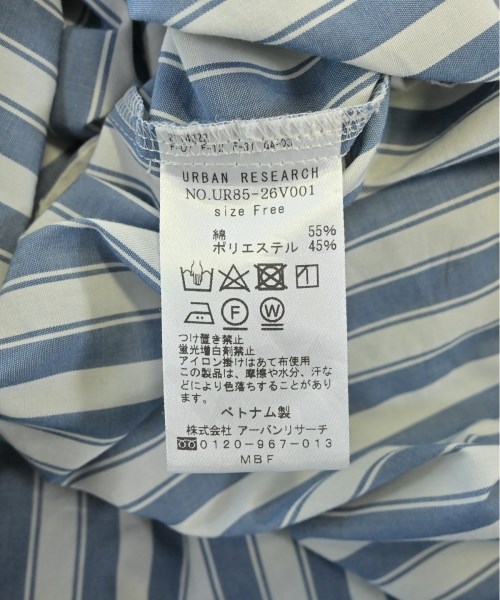 URBAN RESEARCH
NO.UR85-26V001
size Free
綿 55%
ポリエステル 45%
F W
つけ置き禁止
蛍光増白剤禁止
アイロン掛けはあて布使用
この製品は、摩擦や水分、汗な
どにより色落ちすることがあり
ます。
ベトナム製
株式会社 アーバンリサーチ
0120-967-013
MBF